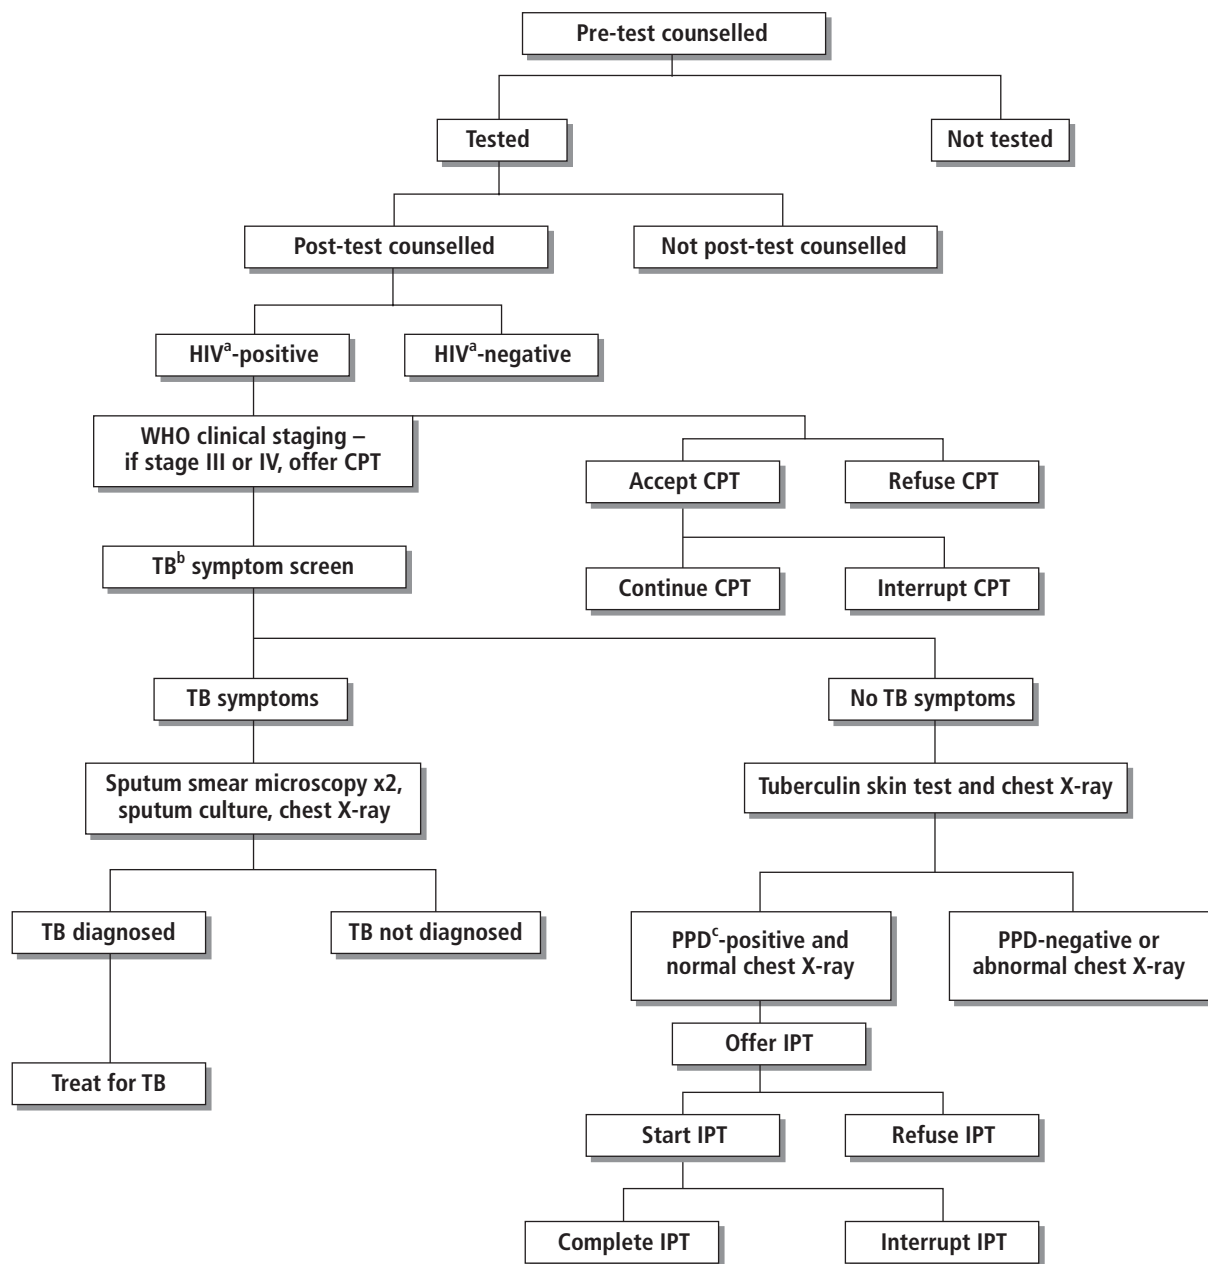 Pre-test counselled
Tested
Not tested
Post-test counselled
Not post-test counselled
HIVa-positive
HIVa-negative
WHO clinical staging –
if stage III or IV, offer CPT
Accept CPT
Refuse CPT
TBb symptom screen
Continue CPT
Interrupt CPT
TB symptoms
No TB symptoms
Sputum smear microscopy x2,
sputum culture, chest X-ray
Tuberculin skin test and chest X-ray
TB diagnosed
TB not diagnosed
PPDc-positive and
normal chest X-ray
PPD-negative or
abnormal chest X-ray
Offer IPT
Treat for TB
Start IPT
Refuse IPT
Complete IPT
Interrupt IPT